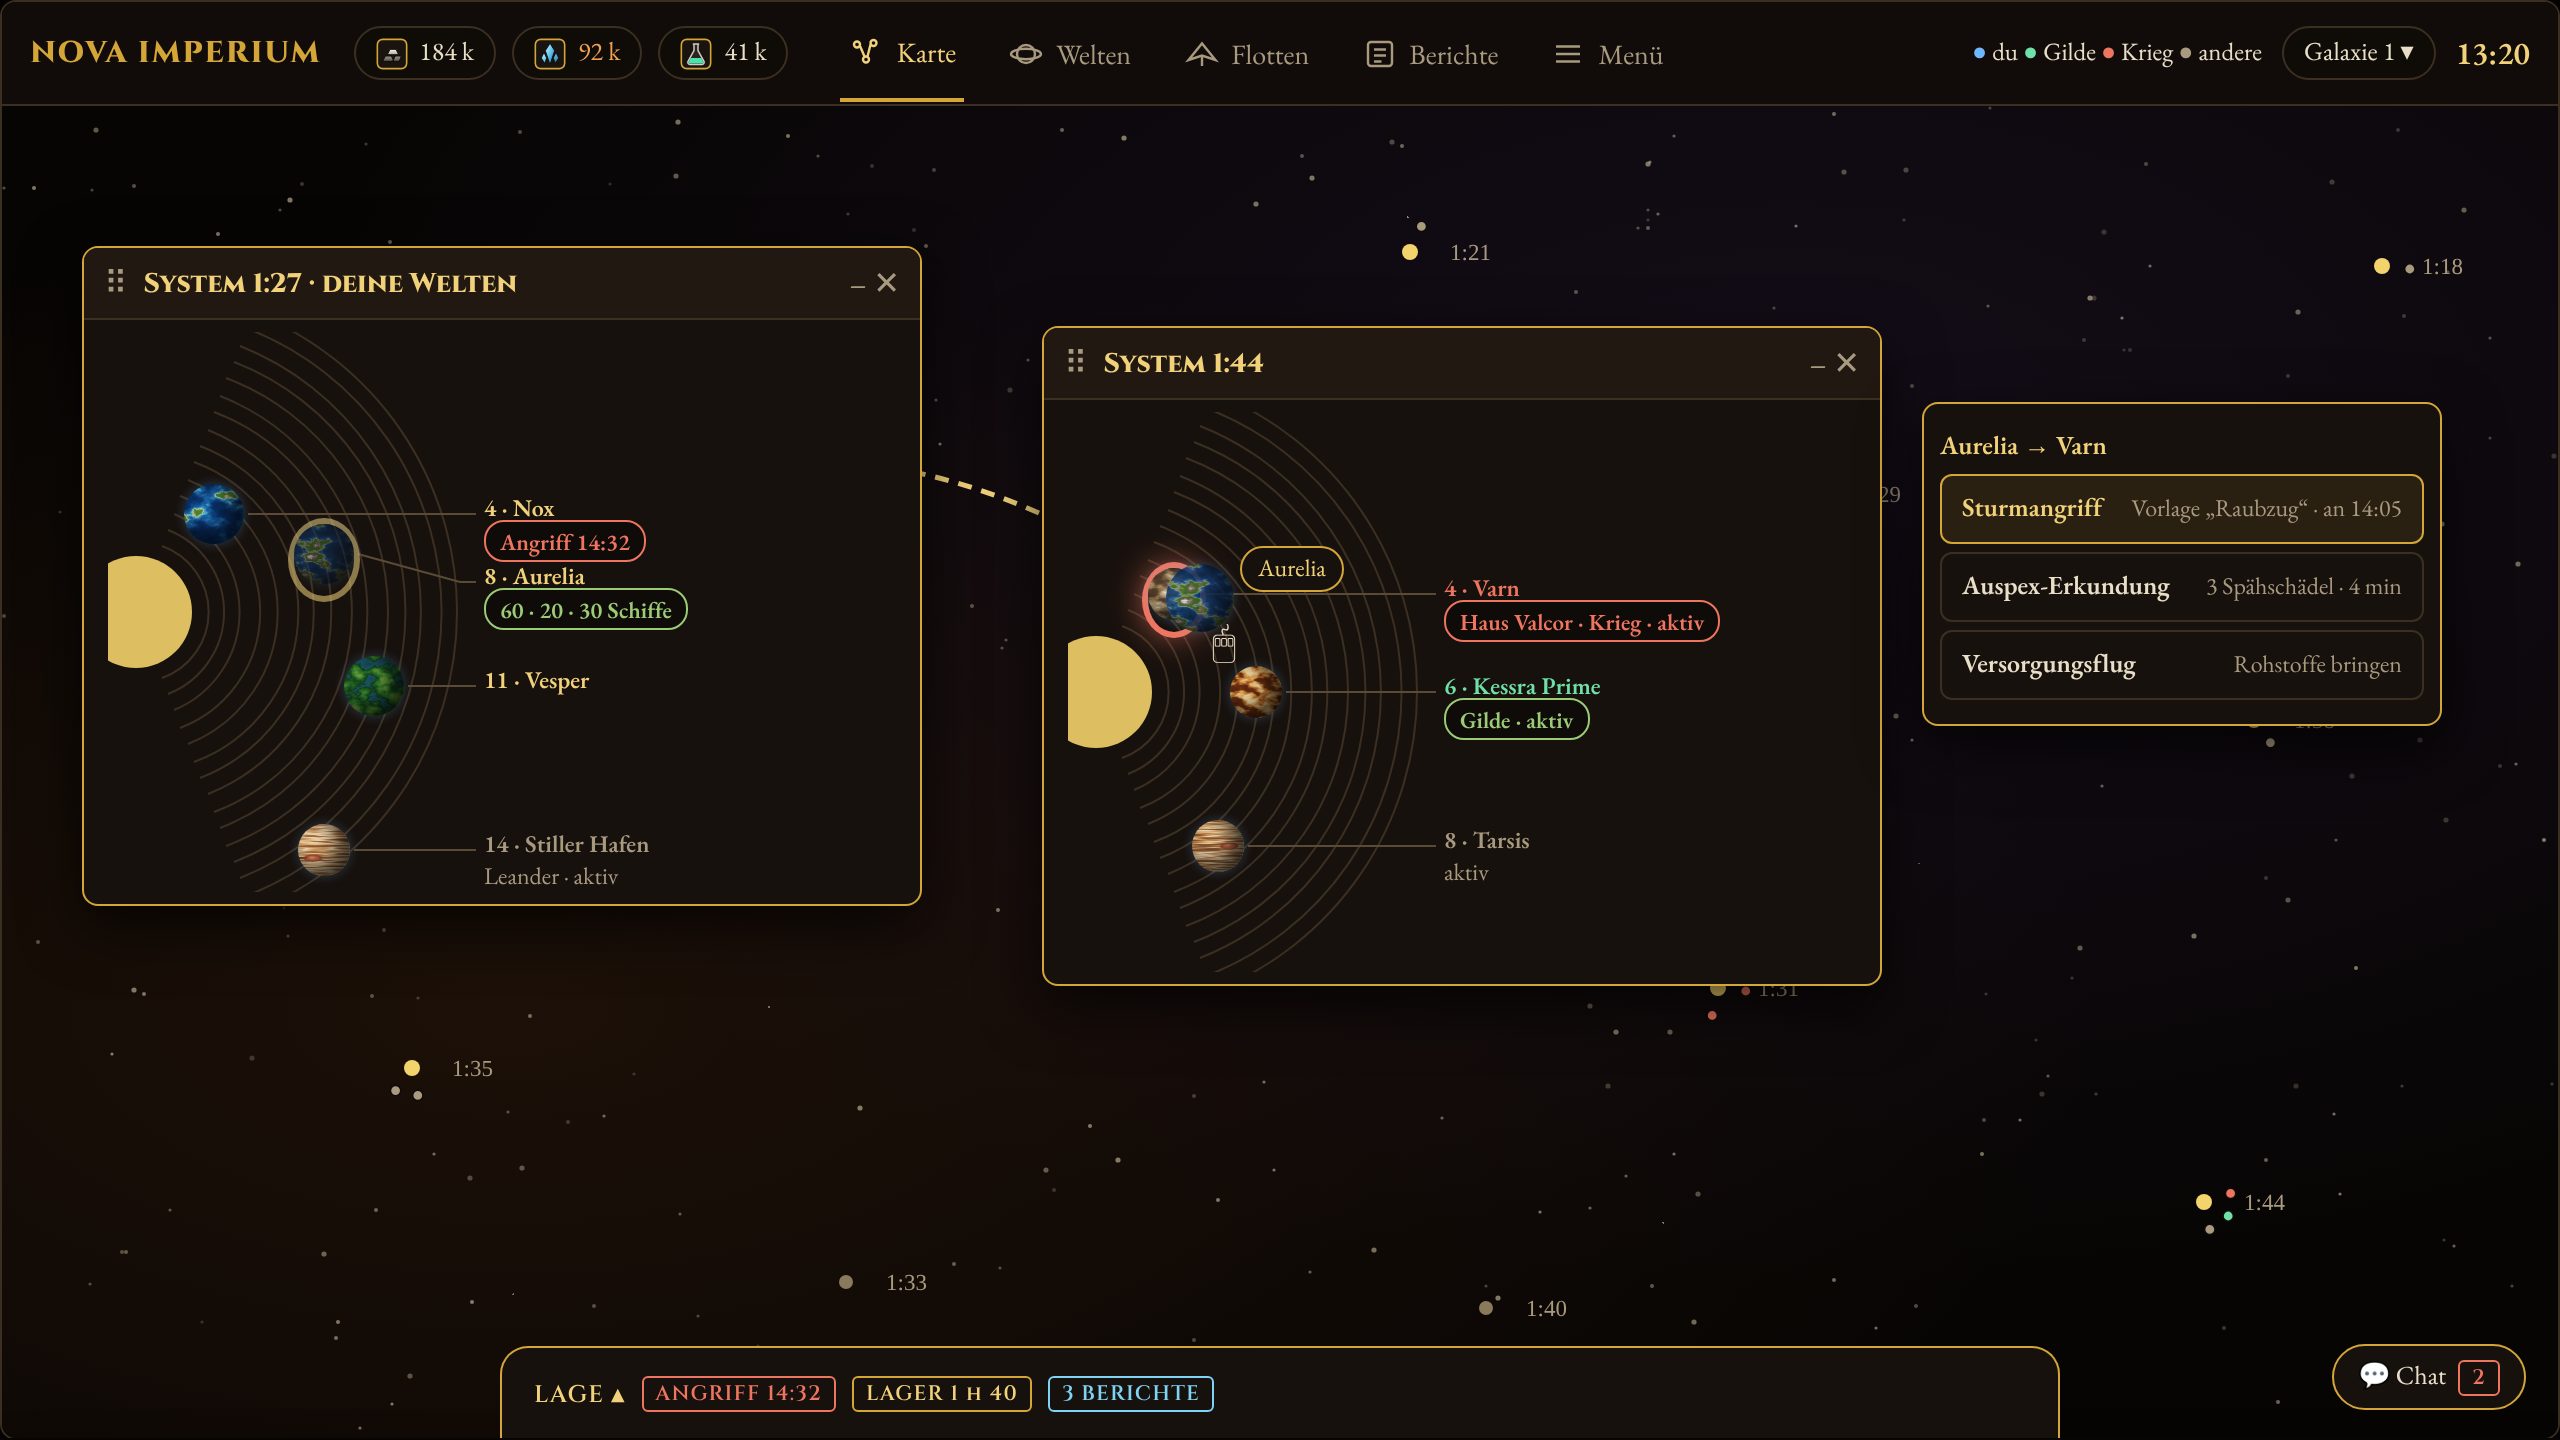 NOVA IMPERIUM 184 k 92 k 41 k Karte Welten Flotten Berichte Menü du Gilde Krieg andere Galaxie 1 ▼ 13:20
1:21
1:18
System 1:27 · deine Welten
4 · Nox
Angriff 14:32
8 · Aurelia
60 · 20 · 30 Schiffe
11 · Vesper
14 · Stiller Hafen
Leander · aktiv
System 1:44
Aurelia
4 · Varn
Haus Valcor · Krieg · aktiv
6 · Kessra Prime
Gilde · aktiv
8 · Tarsis
aktiv
29
Aurelia → Varn
Sturmangriff Vorlage „Raubzug“ · an 14:05
Auspex-Erkundung 3 Spähschädel · 4 min
Versorgungsflug Rohstoffe bringen
1:31
1:35
1:44
1:33
1:40
LAGE ▲ ANGRIFF 14:32 LAGER 1 H 40 3 BERICHTE
Chat 2